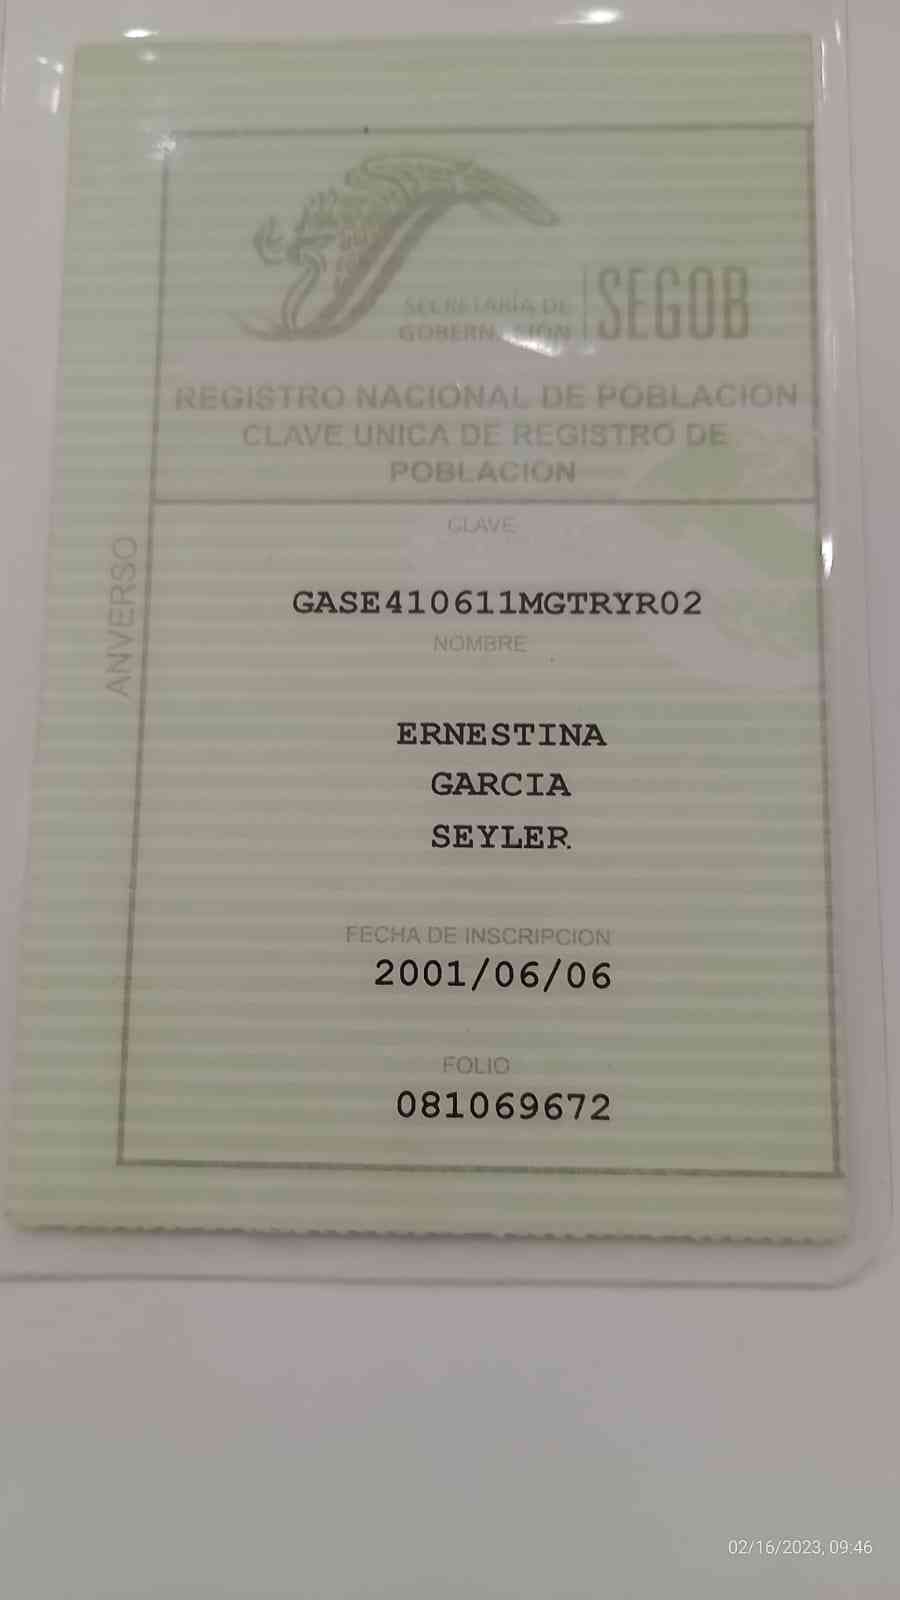 SECRETARÍA DE
GOBERNACIÓN
SEGOB
REGISTRO NACIONAL DE POBLACION
CLAVE UNICA DE REGISTRO DE
POBLACION
ANVERSO
CLAVE
GASE410611MGTRYR02
NOMBRE
ERNESTINA
GARCIA
SEYLER
FECHA DE INSCRIPCION
2001/06/06
FOLIO
081069672
02/16/2023, 09:46